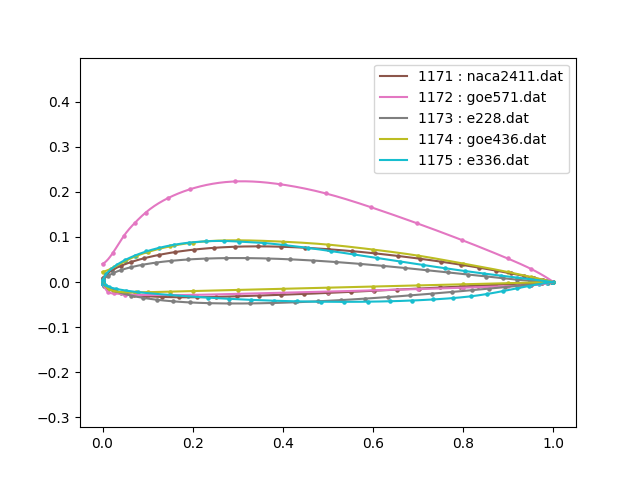 1171 : naca2411.dat
1172 : goe571.dat
1173 : e228.dat
1174 : goe436.dat
1175 : e336.dat
0.4
0.3
0.2
0.1
0.0
−0.1
−0.2
−0.3
0.0 0.2 0.4 0.6 0.8 1.0